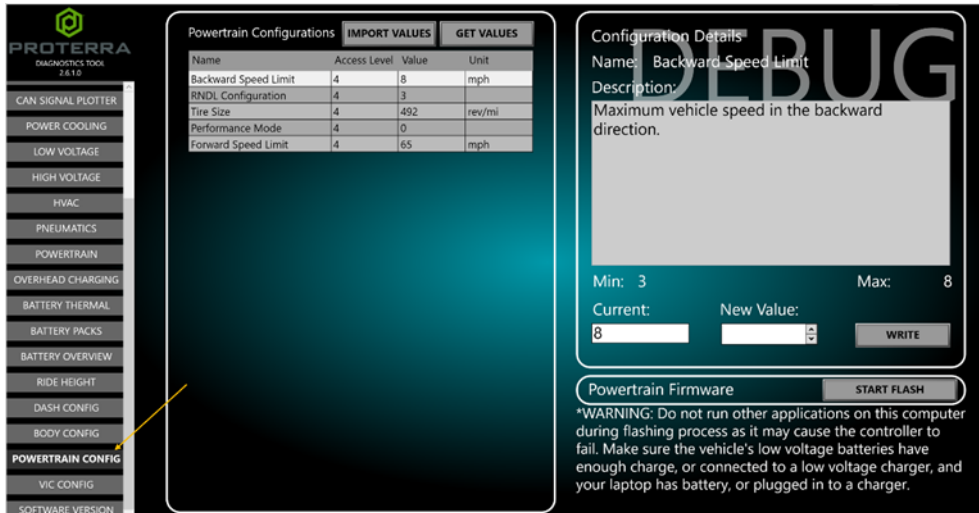 PROTERRA
DIAGNOSTICS TOOL
2.6.1.0
CAN SIGNAL PLOTTER
POWER COOLING
LOW VOLTAGE
HIGH VOLTAGE
HVAC
PNEUMATICS
POWERTRAIN
OVERHEAD CHARGING
BATTERY THERMAL
BATTERY PACKS
BATTERY OVERVIEW
RIDE HEIGHT
DASH CONFIG
BODY CONFIG
POWERTRAIN CONFIG
VIC CONFIG
SOFTWARE VERSION
Powertrain Configurations IMPORT VALUES GET VALUES
Name Access Level Value Unit
Backward Speed Limit 4 8 mph
RNDL Configuration 4 3
Tire Size 4 492 rev/mi
Performance Mode 4 0
Forward Speed Limit 4 65 mph
DEBUG
Configuration Details
Name: Backward Speed Limit
Description:
Maximum vehicle speed in the backward
direction.
Min: 3 Max: 8
Current: New Value:
8 WRITE
Powertrain Firmware START FLASH
*WARNING: Do not run other applications on this computer
during flashing process as it may cause the controller to
fail. Make sure the vehicle's low voltage batteries have
enough charge, or connected to a low voltage charger, and
your laptop has battery, or plugged in to a charger.